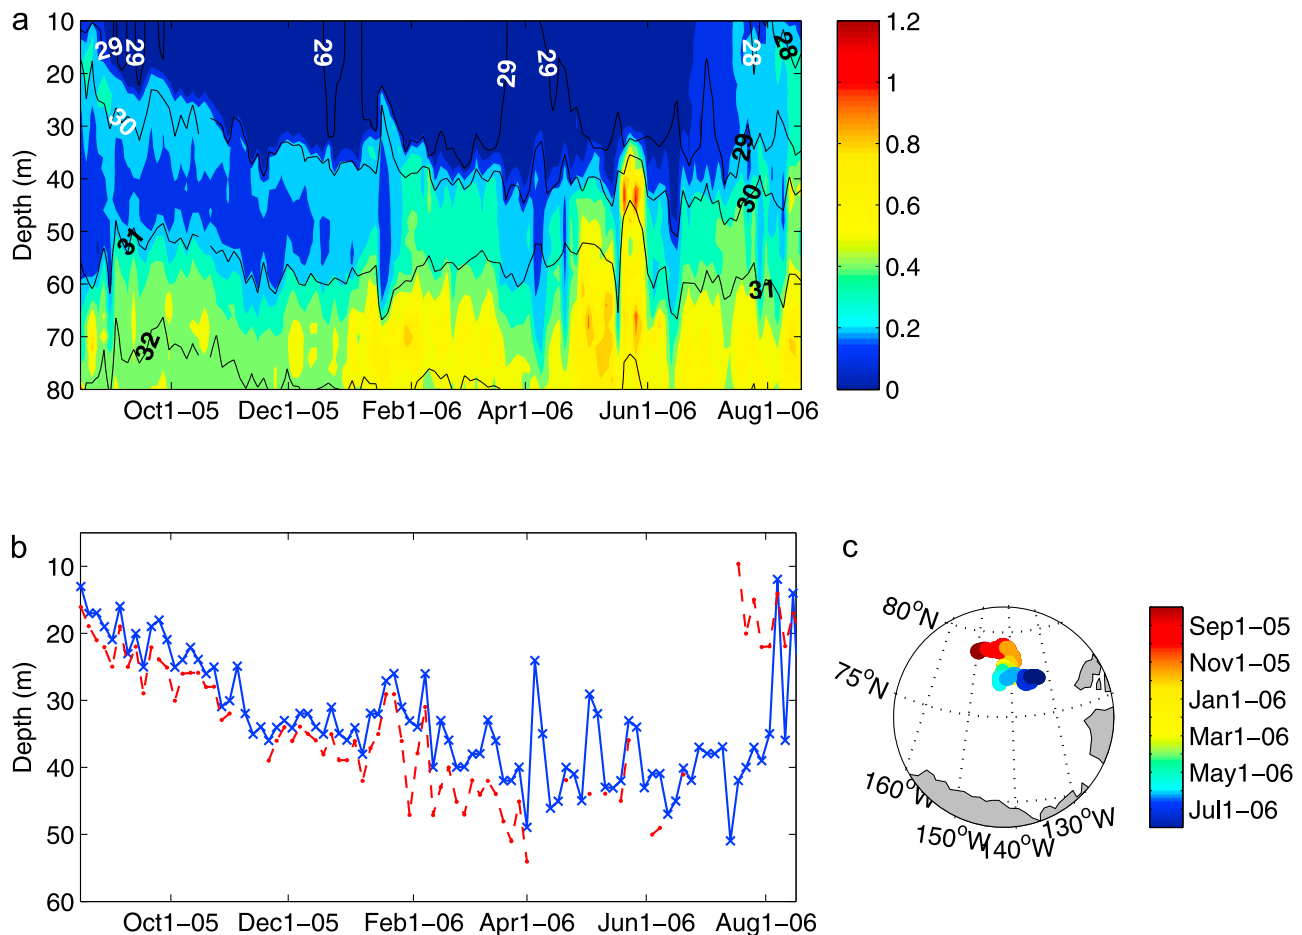 a
10
20
30
40
50
60
70
80
Depth (m)
29
29
29
29
29
28
28
30
29
30
31
31
32
Oct1–05 Dec1–05 Feb1–06 Apr1–06 Jun1–06 Aug1–06
1.2
1
0.8
0.6
0.4
0.2
0
b
10
20
30
40
50
60
Depth (m)
Oct1–05 Dec1–05 Feb1–06 Apr1–06 Jun1–06 Aug1–06
c
80°N
75°N
160°W
150°W
140°W
130°W
Sep1–05
Nov1–05
Jan1–06
Mar1–06
May1–06
Jul1–06